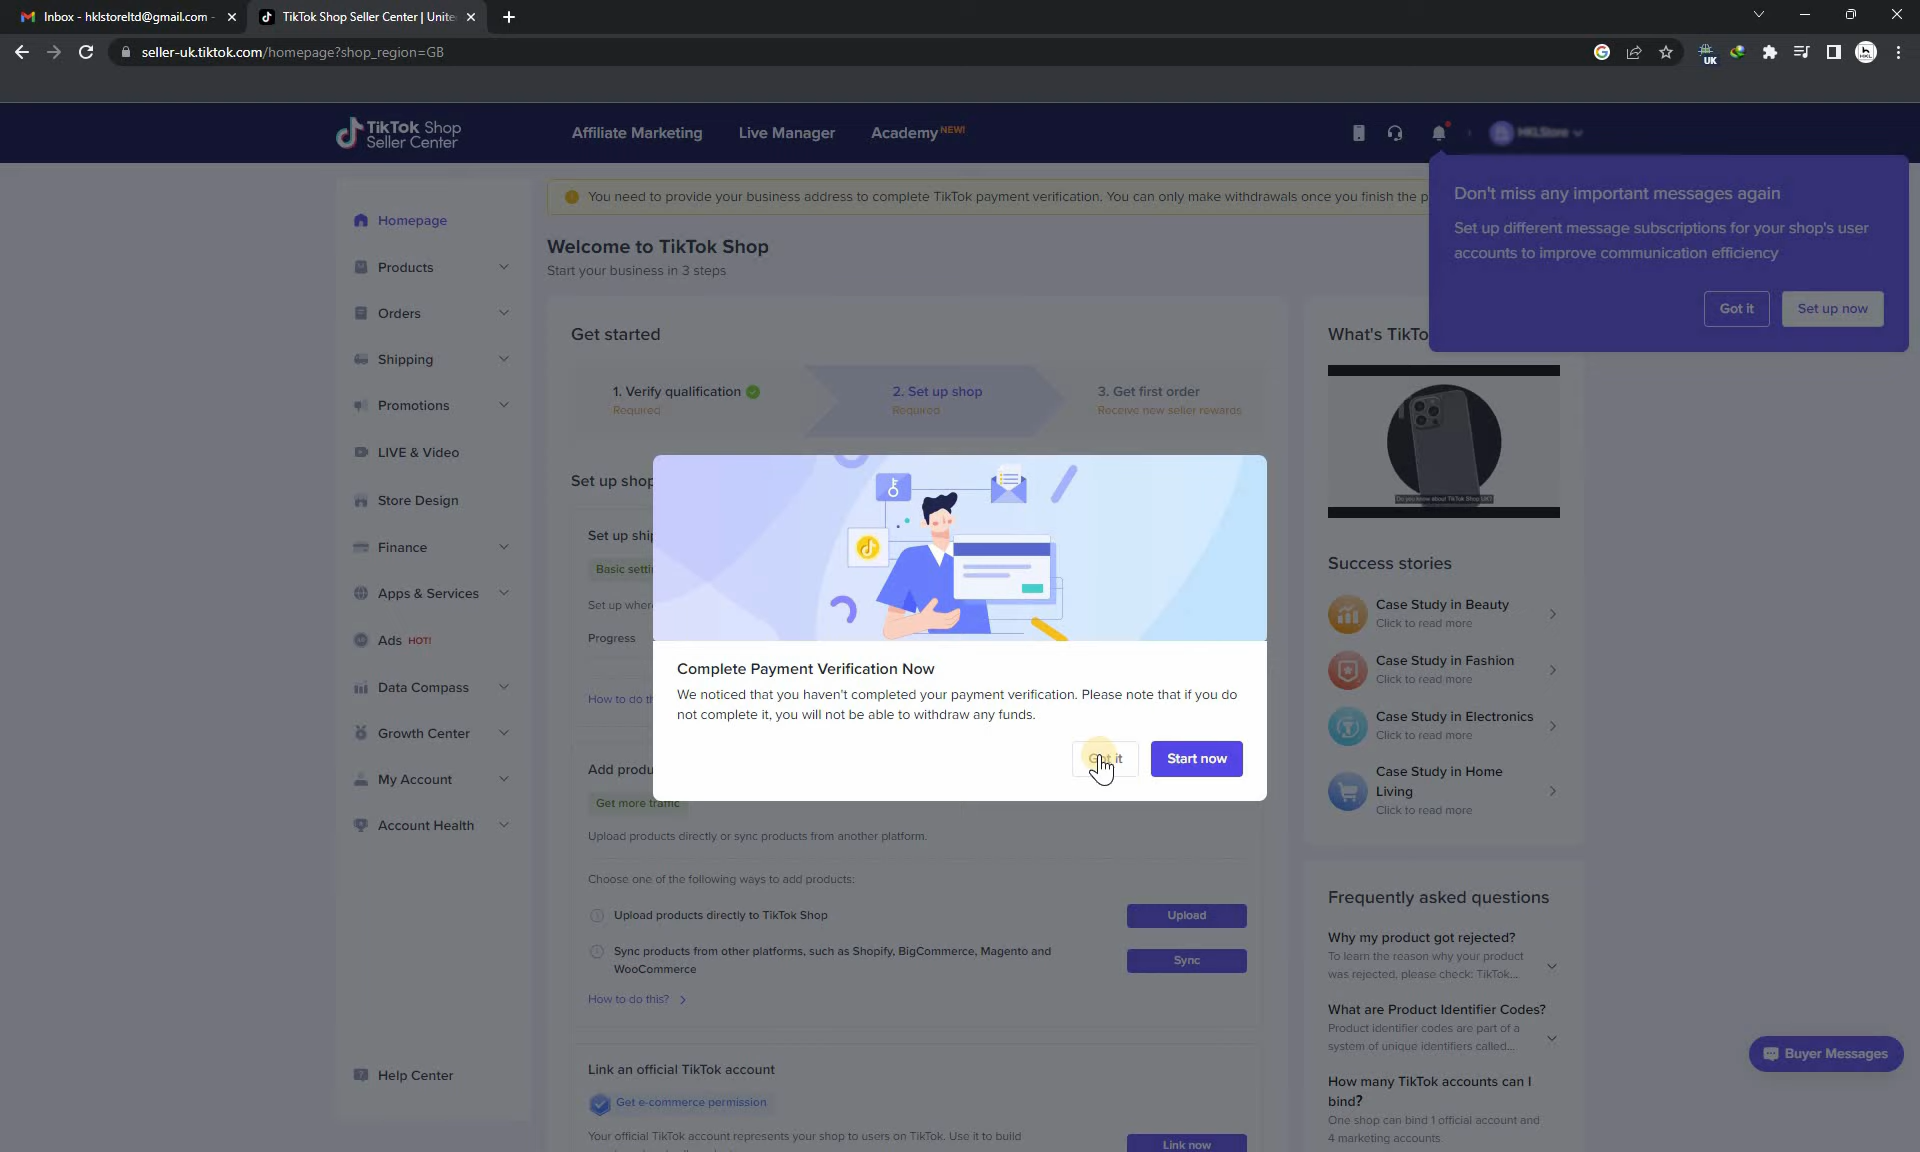 Inbox - hklstoreltd@gmail.com -
TikTok Shop Seller Center | Unite
seller-uk.tiktok.com/homepage?shop_region=GB
UK
TikTok Shop
Seller Center
Affiliate Marketing
Live Manager
Academy NEW!
HKLStore
You need to provide your business address to complete TikTok payment verification. You can only make withdrawals once you finish the p
Don't miss any important messages again
Set up different message subscriptions for your shop's user
accounts to improve communication efficiency
Got it
Set up now
Homepage
Products
Orders
Shipping
Promotions
LIVE & Video
Store Design
Finance
Apps & Services
Ads HOT!
Data Compass
Growth Center
My Account
Account Health
Help Center
Welcome to TikTok Shop
Start your business in 3 steps
Get started
1. Verify qualification
Required
2. Set up shop
Required
3. Get first order
Receive new seller rewards
Set up shop
Set up ship
Basic setti
Set up wher
Progress
How to do th
Complete Payment Verification Now
We noticed that you haven't completed your payment verification. Please note that if you do
not complete it, you will not be able to withdraw any funds.
Got it
Start now
Add produ
Get more traffic
Upload products directly or sync products from another platform.
Choose one of the following ways to add products:
Upload products directly to TikTok Shop
Upload
Sync products from other platforms, such as Shopify, BigCommerce, Magento and
WooCommerce
Sync
How to do this?
Link an official TikTok account
Get e-commerce permission
Your official TikTok account represents your shop to users on TikTok. Use it to build
Link now
What's TikTo
Do you know about TikTok Shop UK?
Success stories
Case Study in Beauty
Click to read more
Case Study in Fashion
Click to read more
Case Study in Electronics
Click to read more
Case Study in Home
Living
Click to read more
Frequently asked questions
Why my product got rejected?
To learn the reason why your product
was rejected, please check: TikTok...
What are Product Identifier Codes?
Product identifier codes are part of a
system of unique identifiers called...
How many TikTok accounts can I
bind?
One shop can bind 1 official account and
4 marketing accounts
Buyer Messages